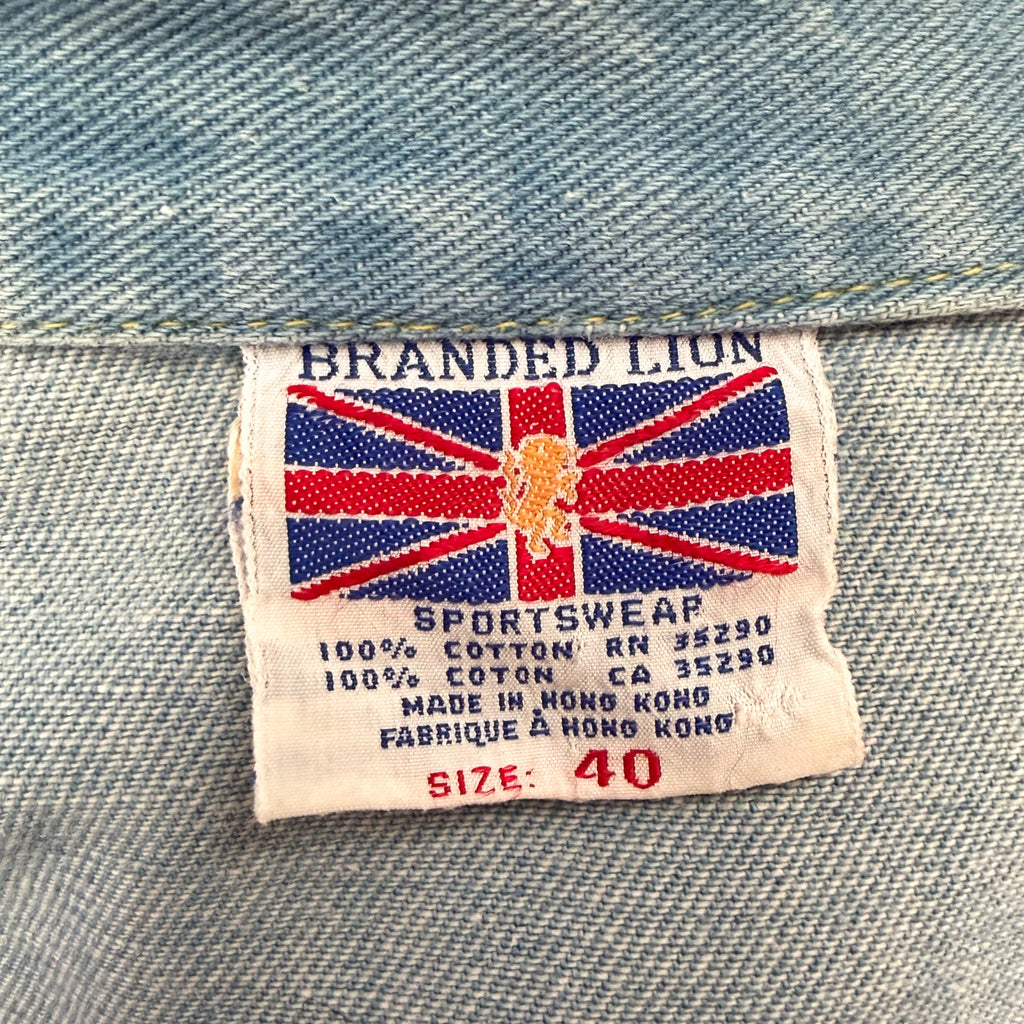 BRANDED LION
SPORTSWEAR
100% COTTON RN 35290
100% COTON CA 35290
MADE IN HONG KONG
FABRIQUE À HONG KONG
SIZE: 40